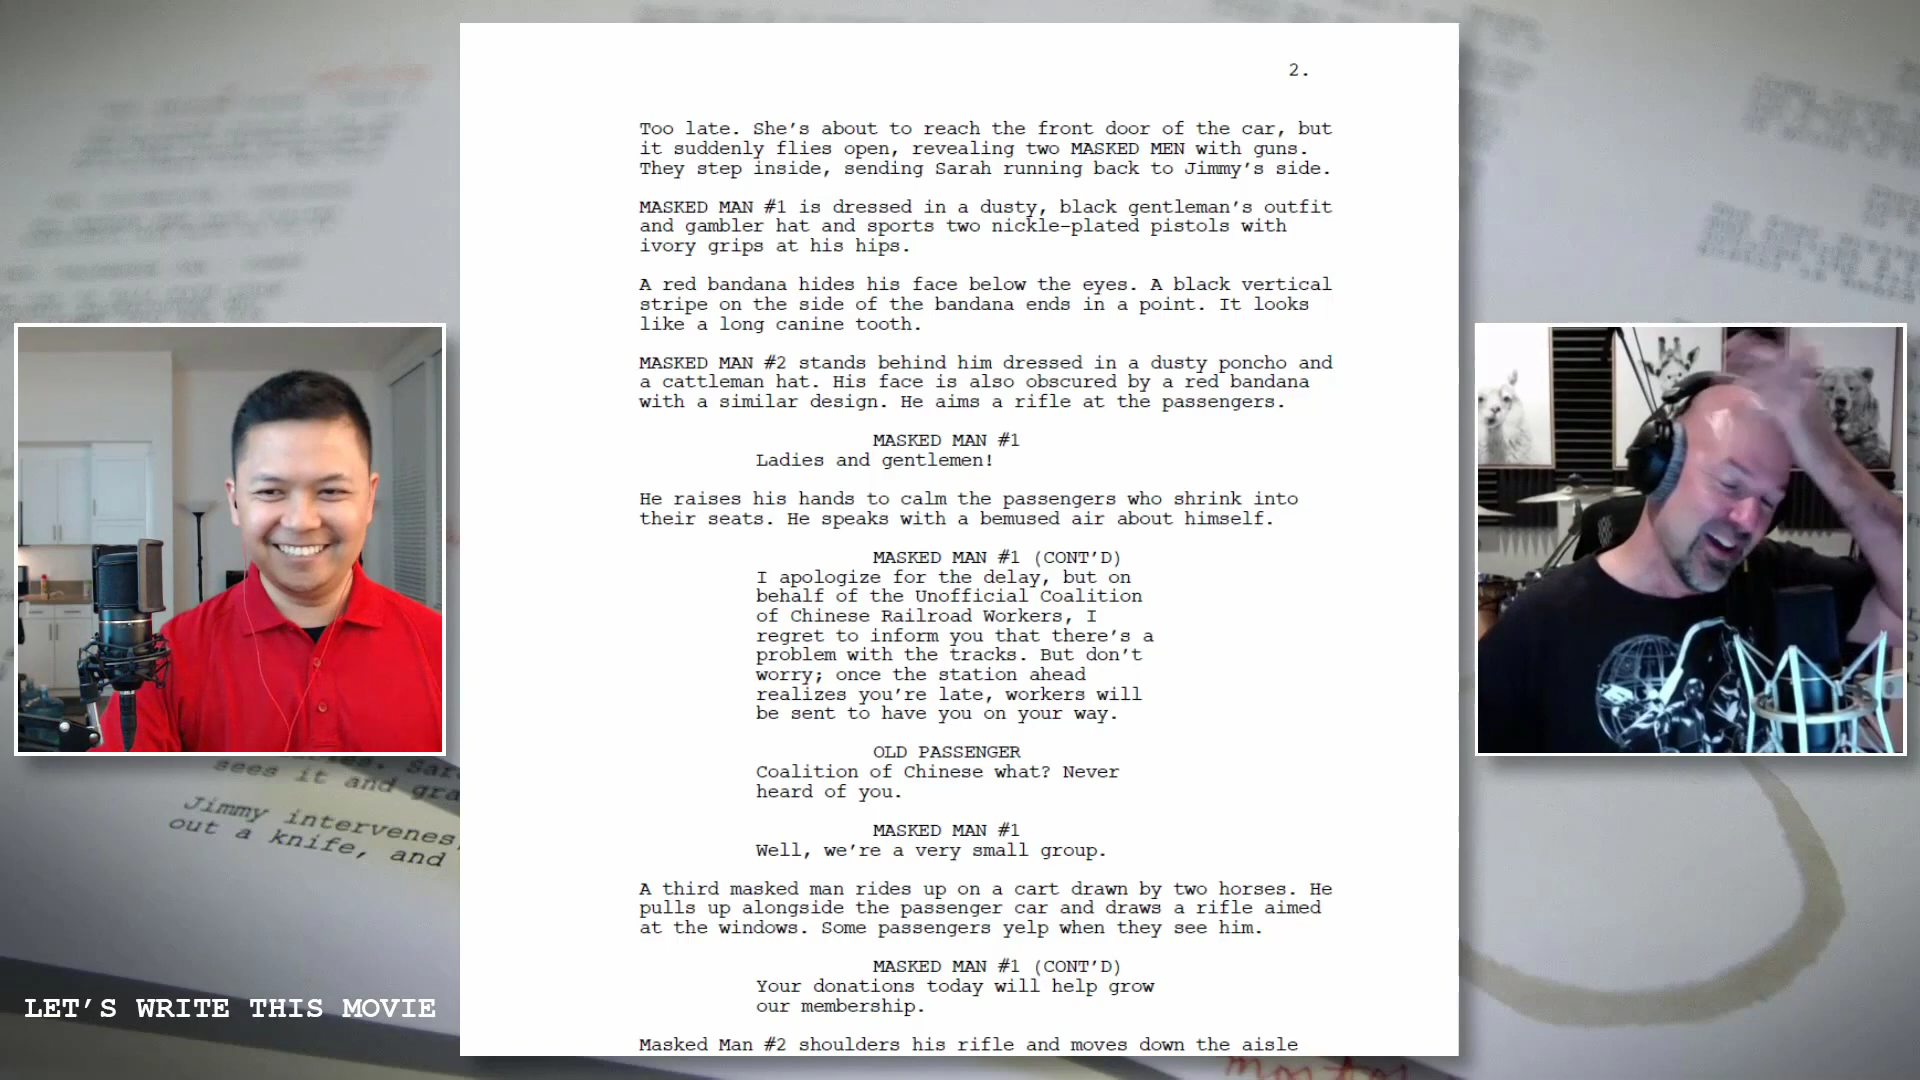 2.
Too late. She's about to reach the front door of the car, but
it suddenly flies open, revealing two MASKED MEN with guns.
They step inside, sending Sarah running back to Jimmy's side.
MASKED MAN #1 is dressed in a dusty, black gentleman's outfit
and gambler hat and sports two nickle-plated pistols with
ivory grips at his hips.
A red bandana hides his face below the eyes. A black vertical
stripe on the side of the bandana ends in a point. It looks
like a long canine tooth.
MASKED MAN #2 stands behind him dressed in a dusty poncho and
a cattleman hat. His face is also obscured by a red bandana
with a similar design. He aims a rifle at the passengers.
MASKED MAN #1
Ladies and gentlemen!
He raises his hands to calm the passengers who shrink into
their seats. He speaks with a bemused air about himself.
MASKED MAN #1 (CONT'D)
I apologize for the delay, but on
behalf of the Unofficial Coalition
of Chinese Railroad Workers, I
regret to inform you that there's a
problem with the tracks. But don't
worry; once the station ahead
realizes you're late, workers will
be sent to have you on your way.
OLD PASSENGER
Coalition of Chinese what? Never
heard of you.
MASKED MAN #1
Well, we're a very small group.
A third masked man rides up on a cart drawn by two horses. He
pulls up alongside the passenger car and draws a rifle aimed
at the windows. Some passengers yelp when they see him.
MASKED MAN #1 (CONT'D)
Your donations today will help grow
our membership.
Masked Man #2 shoulders his rifle and moves down the aisle
sees it and
Jimmy intervenes
out a knife, and
LET'S WRITE THIS MOVIE